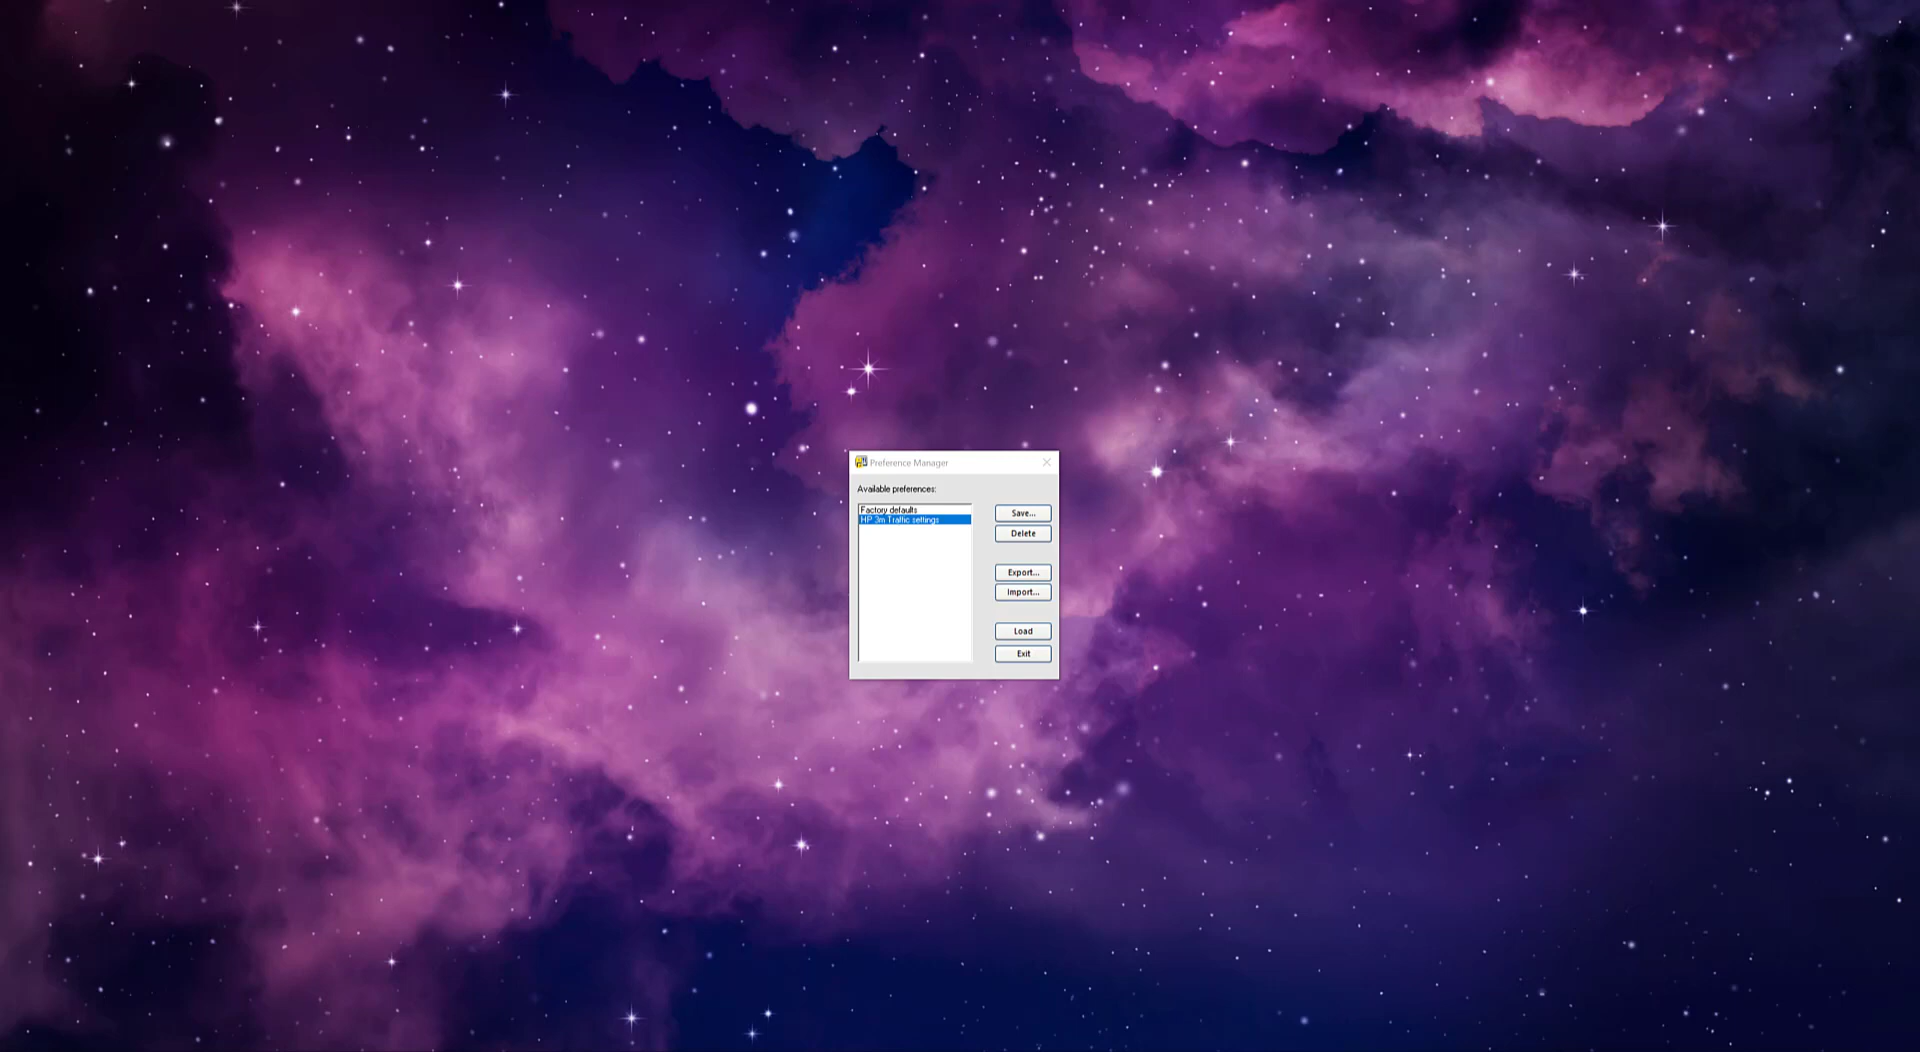 Preference Manager
Available preferences:
Factory defaults
HP 3m Traffic settings
Save...
Delete
Export...
Import...
Load
Exit